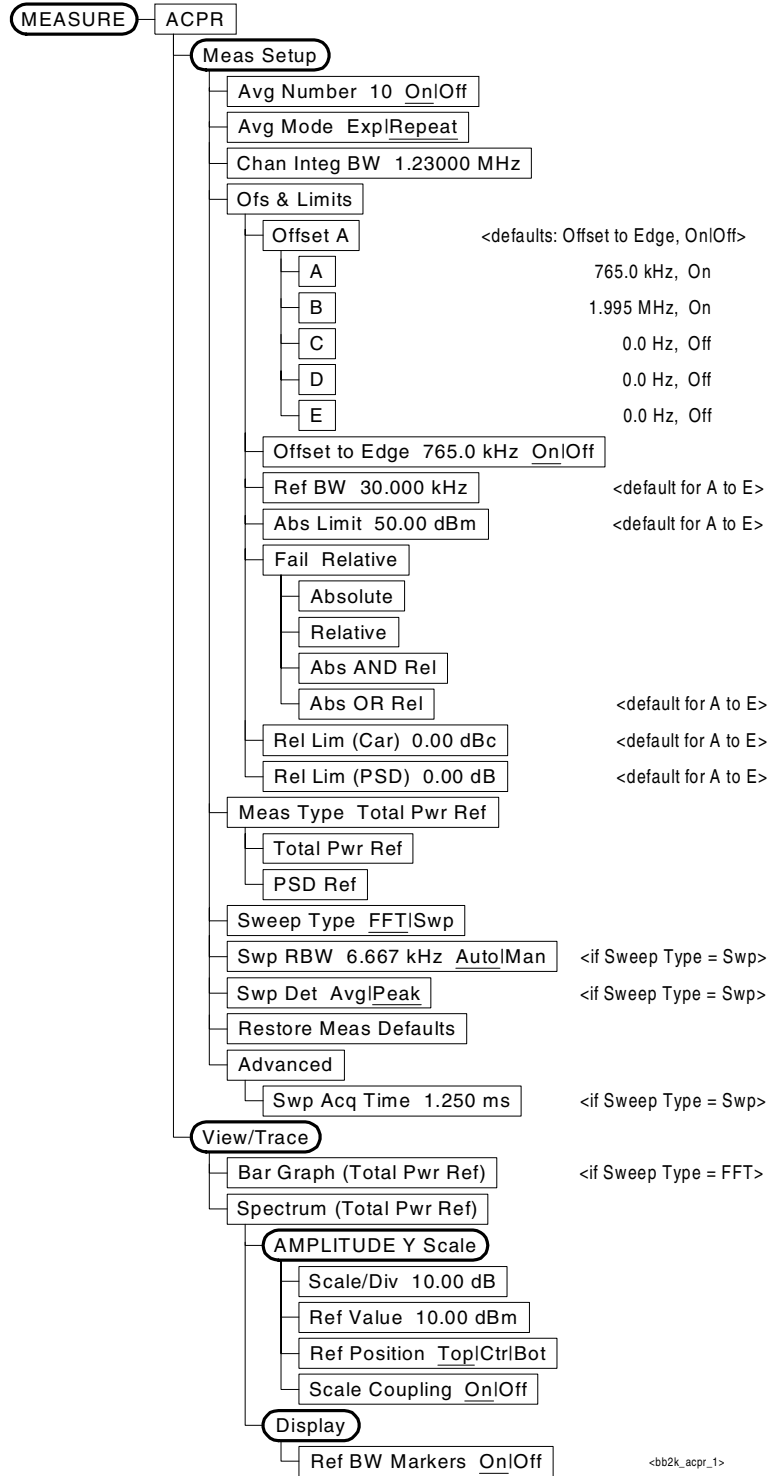 MEASURE ACPR
Meas Setup
Avg Number 10 On|Off
Avg Mode Exp|Repeat
Chan Integ BW 1.23000 MHz
Ofs & Limits
Offset A <defaults: Offset to Edge, On|Off>
A 765.0 kHz, On
B 1.995 MHz, On
C 0.0 Hz, Off
D 0.0 Hz, Off
E 0.0 Hz, Off
Offset to Edge 765.0 kHz On|Off
Ref BW 30.000 kHz <default for A to E>
Abs Limit 50.00 dBm <default for A to E>
Fail Relative
Absolute
Relative
Abs AND Rel
Abs OR Rel <default for A to E>
Rel Lim (Car) 0.00 dBc <default for A to E>
Rel Lim (PSD) 0.00 dB <default for A to E>
Meas Type Total Pwr Ref
Total Pwr Ref
PSD Ref
Sweep Type FFT|Swp
Swp RBW 6.667 kHz Auto|Man <if Sweep Type = Swp>
Swp Det Avg|Peak <if Sweep Type = Swp>
Restore Meas Defaults
Advanced
Swp Acq Time 1.250 ms <if Sweep Type = Swp>
View/Trace
Bar Graph (Total Pwr Ref) <if Sweep Type = FFT>
Spectrum (Total Pwr Ref)
AMPLITUDE Y Scale
Scale/Div 10.00 dB
Ref Value 10.00 dBm
Ref Position Top|Ctr|Bot
Scale Coupling On|Off
Display
Ref BW Markers On|Off <bb2k_acpr_1>